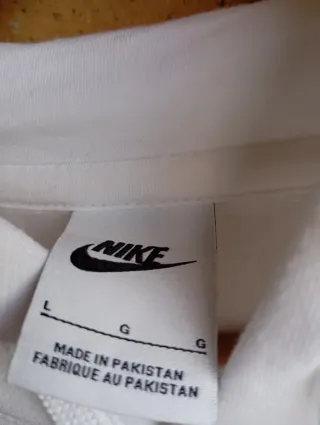 NIKE
L G G
MADE IN PAKISTAN
FABRIQUE AU PAKISTAN